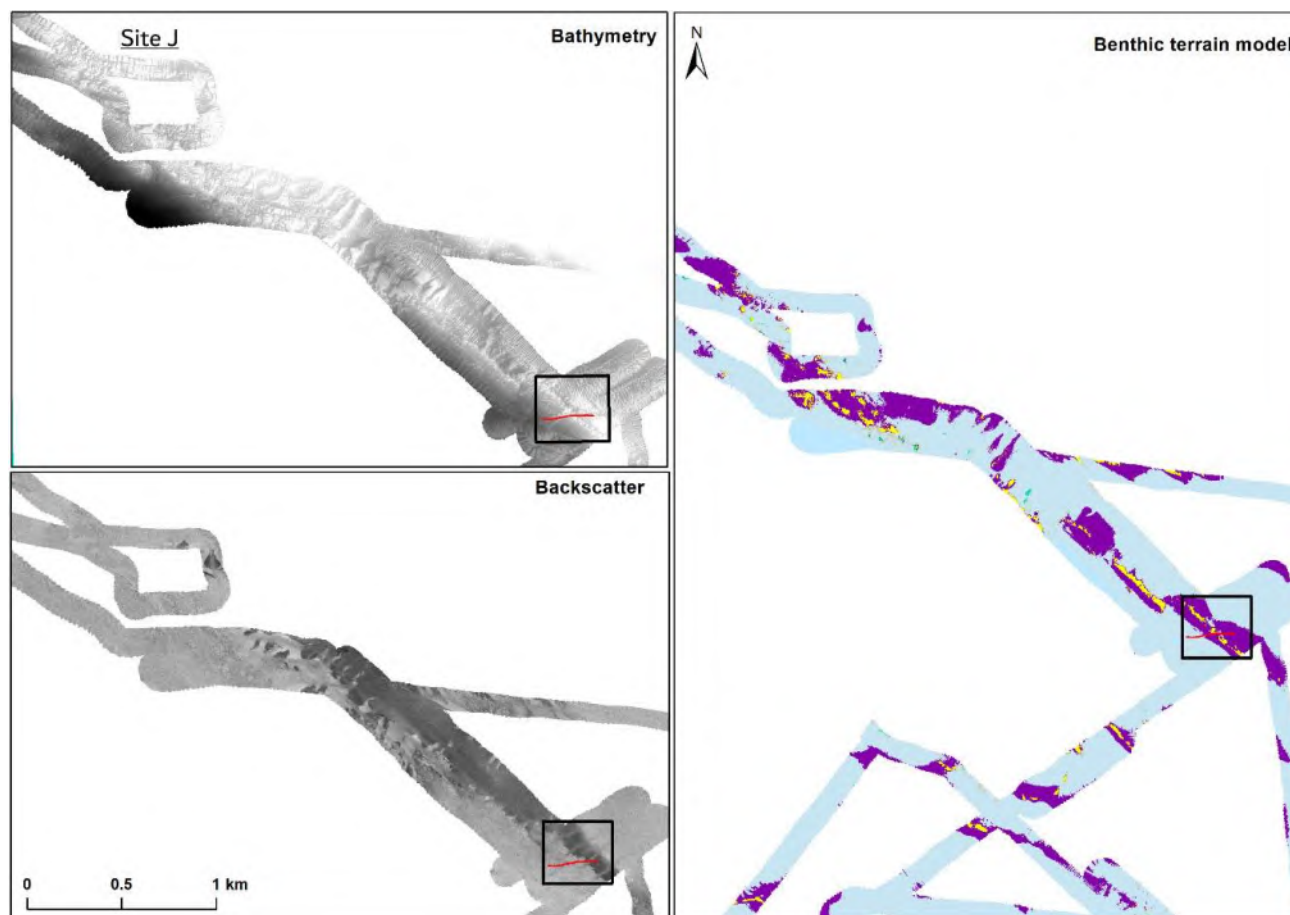 Site J
Bathymetry
N
Benthic terrain model
Backscatter
0 0.5 1 km